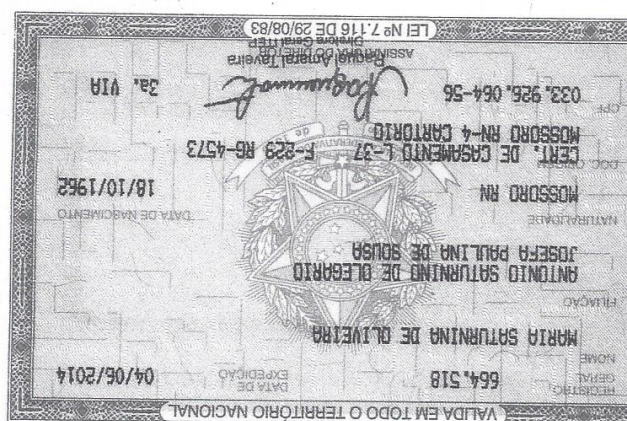 VALIDA EM TODO O TERRITÓRIO NACIONAL
REGISTRO GERAL 664.518 DATA DE EXPEDIÇÃO 04/06/2014
NOME
MARIA SATURNINA DE OLIVEIRA
FILIAÇÃO
ANTONIO SATURNINO DE OLEGARIO
JOSEFA PAULINA DE SOUSA
NATURALIDADE DATA DE NASCIMENTO
MOSSORO RN 18/10/1962
DOC ORIGEM CERT. DE CASAMENTO L-37 F-229 RG-4573
MOSSORO RN-4 CARTORIO
CPF 033.926.064-56 3a. VIA
Raquel Amaral Taveira
Diretora Geral ITEP
ASSINATURA DO DIRETOR
LEI Nº 7.116 DE 29/08/83